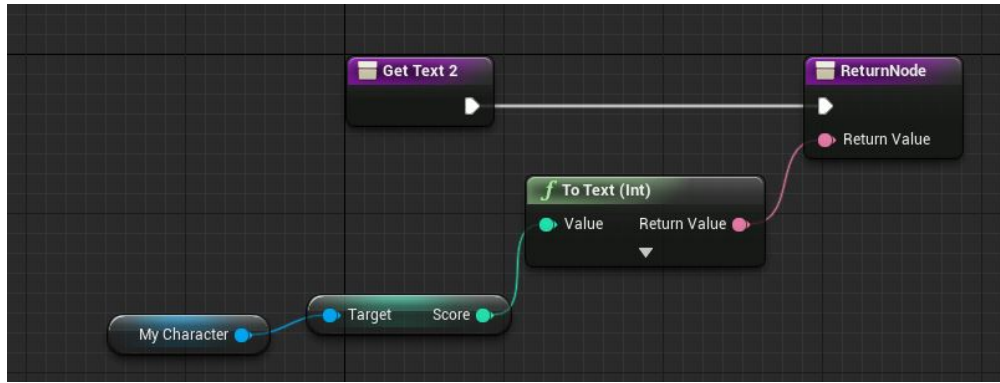 Get Text 2
ReturnNode
Return Value
f To Text (Int)
Value Return Value
Target Score
My Character